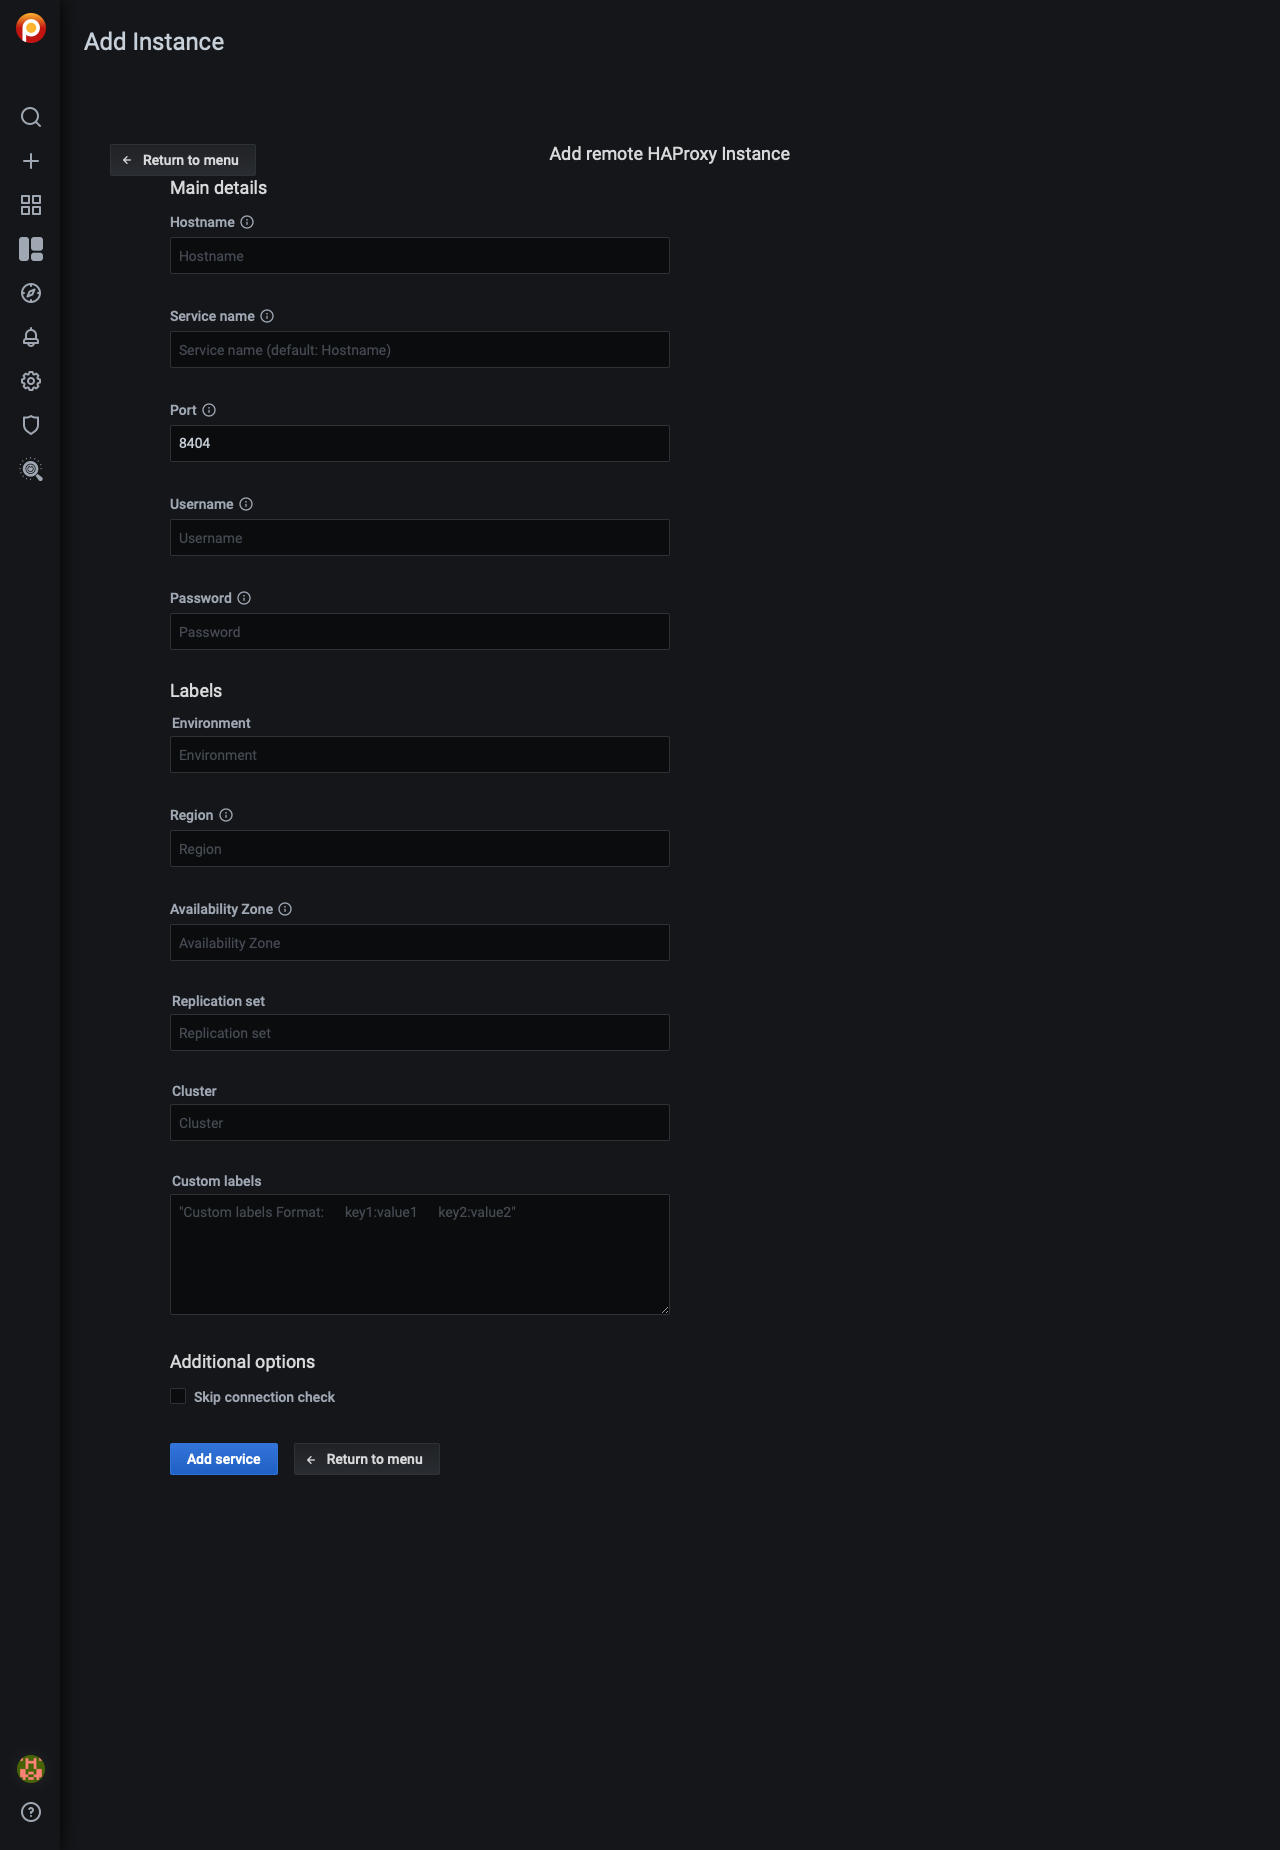 Add Instance
Return to menu
Add remote HAProxy Instance
Main details
Hostname
Hostname
Service name
Service name (default: Hostname)
Port
8404
Username
Username
Password
Password
Labels
Environment
Environment
Region
Region
Availability Zone
Availability Zone
Replication set
Replication set
Cluster
Cluster
Custom labels
"Custom labels Format: key1:value1 key2:value2"
Additional options
Skip connection check
Add service
Return to menu